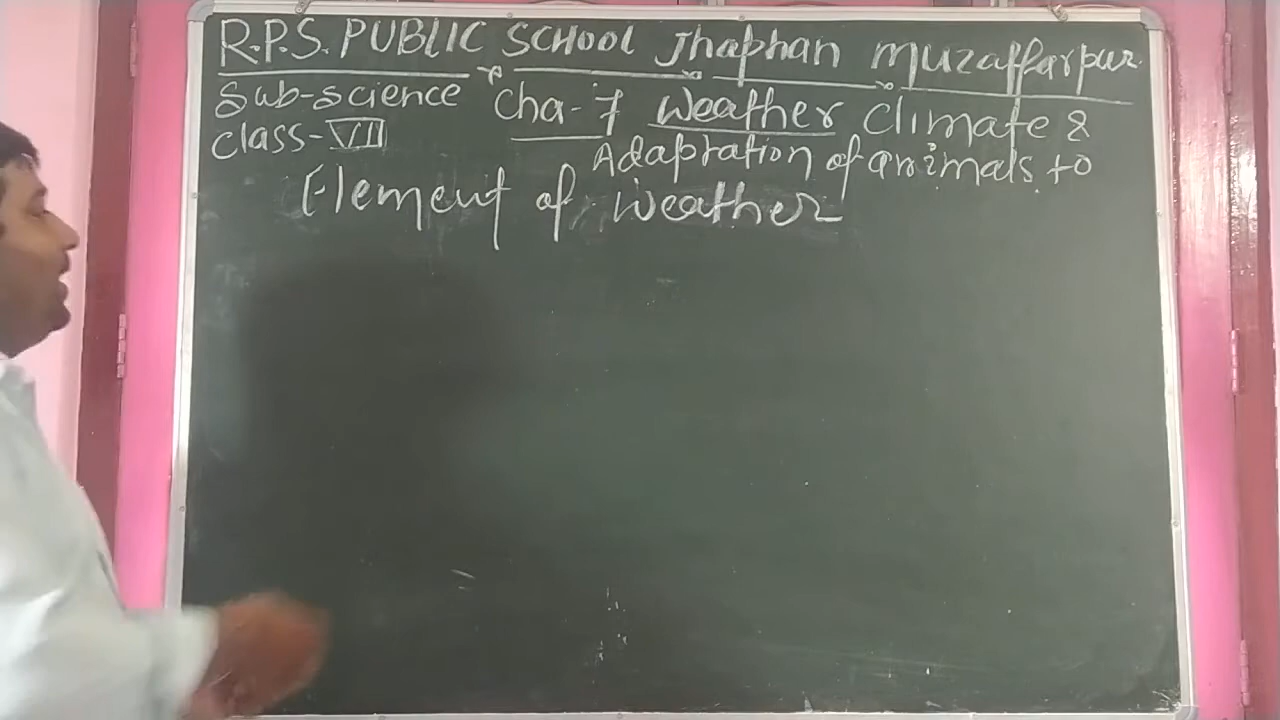 R.P.S. PUBLIC SCHOOL Jhaphan Muzaffarpur.
Sub-science Cha-7 Weather Climate &
Class-VII Adaptation of animals to
Element of Weather